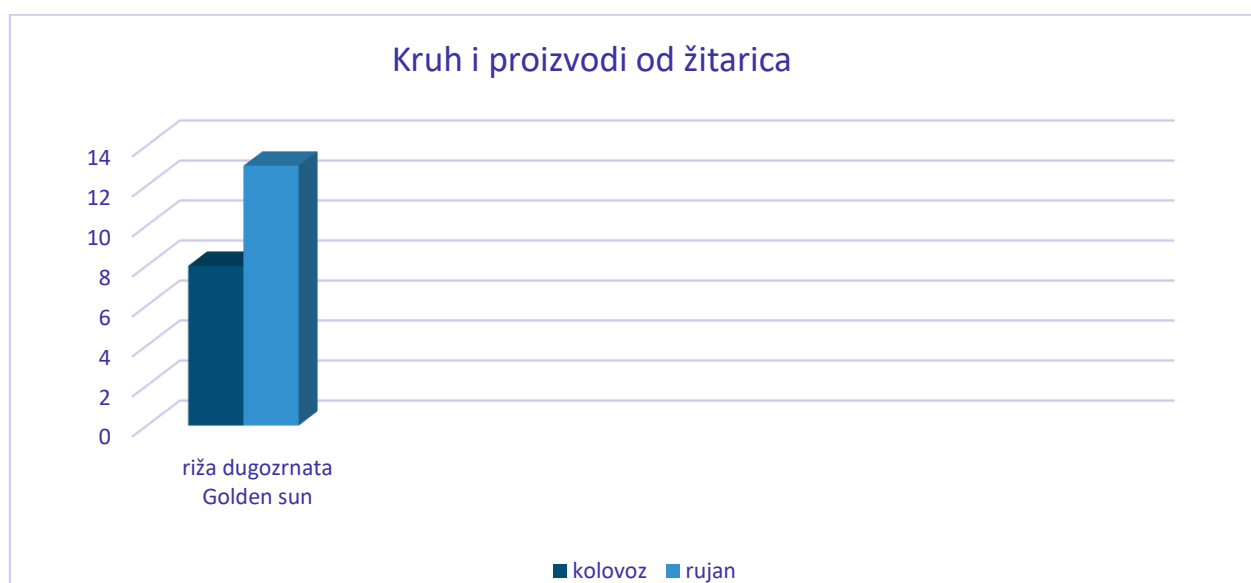 Kruh i proizvodi od žitarica
14
12
10
8
6
4
2
0
riža dugozrnata
Golden sun
kolovoz rujan